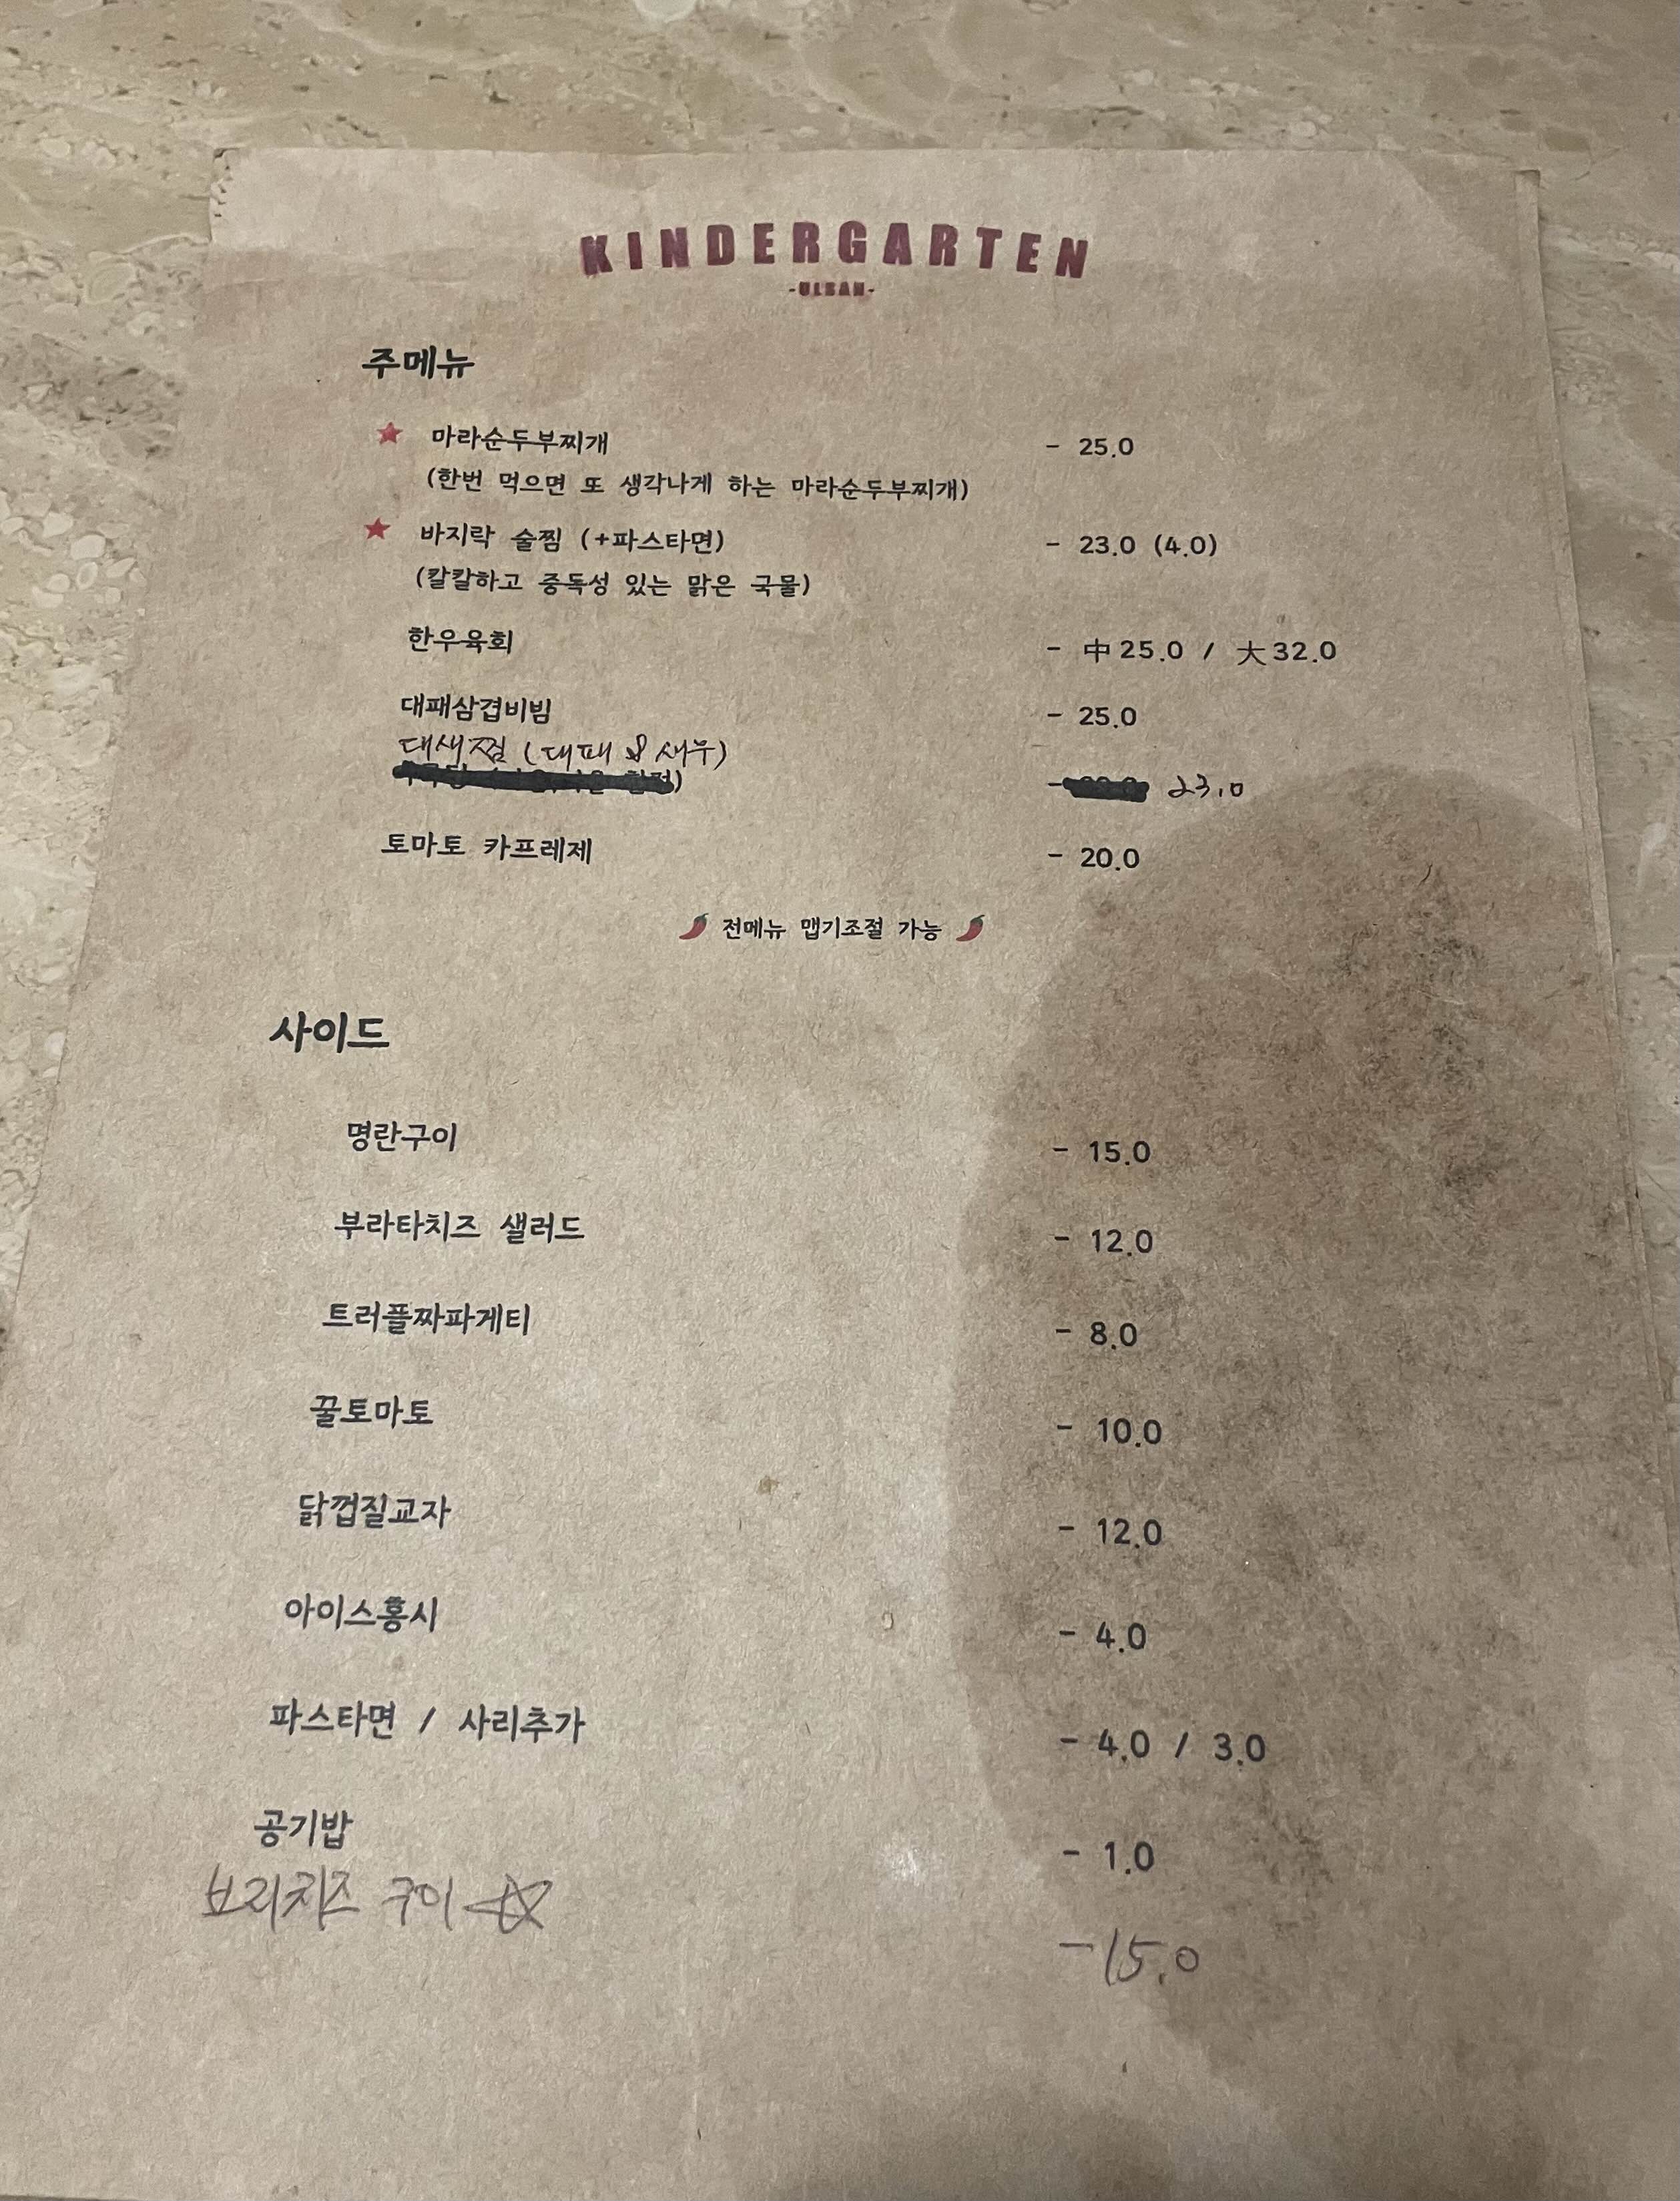 KINDERGARTEN
-ULSAN-
주메뉴
★ 마라순두부찌개 - 25.0
(한번 먹으면 또 생각나게 하는 마라순두부찌개)
★ 바지락 술찜 (+파스타면) - 23.0 (4.0)
(칼칼하고 중독성 있는 맑은 국물)
한우육회 - 中 25.0 / 大 32.0
대패삼겹비빔 - 25.0
대새찜 (대패 & 새우)
- 23.0
토마토 카프레제 - 20.0
전메뉴 맵기조절 가능
사이드
명란구이 - 15.0
부라타치즈 샐러드 - 12.0
트러플짜파게티 - 8.0
꿀토마토 - 10.0
닭껍질교자 - 12.0
아이스홍시 - 4.0
파스타면 / 사리추가 - 4.0 / 3.0
공기밥 - 1.0
브리치즈 구이 ☆ - 15.0